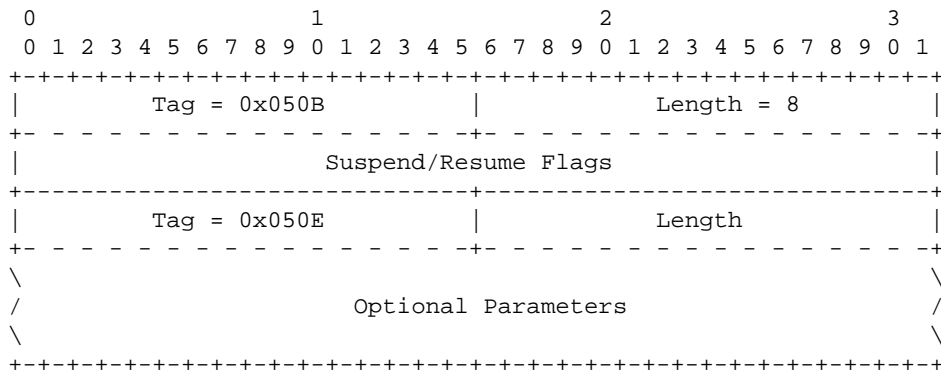 0                   1                   2                   3
 0 1 2 3 4 5 6 7 8 9 0 1 2 3 4 5 6 7 8 9 0 1 2 3 4 5 6 7 8 9 0 1
+-+-+-+-+-+-+-+-+-+-+-+-+-+-+-+-+-+-+-+-+-+-+-+-+-+-+-+-+-+-+-+-+
|         Tag = 0x050B          |            Length = 8         |
+- - - - - - - - - - - - - - - -+- - - - - - - - - - - - - - - -+
|                     Suspend/Resume Flags                      |
+-------------------------------+-------------------------------+
|         Tag = 0x050E          |            Length             |
+- - - - - - - - - - - - - - - -+- - - - - - - - - - - - - - - -+
\                                                               \
/                       Optional Parameters                     /
\                                                               \
+-+-+-+-+-+-+-+-+-+-+-+-+-+-+-+-+-+-+-+-+-+-+-+-+-+-+-+-+-+-+-+-+